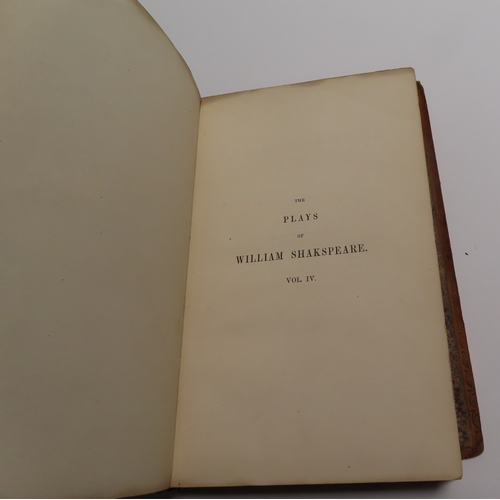 THE
PLAYS
OF
WILLIAM SHAKSPEARE.
VOL. IV.